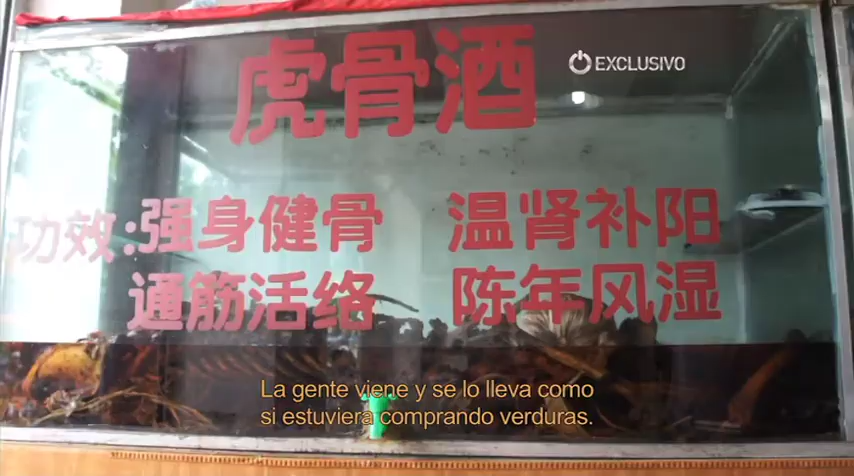 虎骨酒
EXCLUSIVO
功效:强身健骨 温肾补阳
通筋活络 陈年风湿
La gente viene y se lo lleva como
si estuviera comprando verduras.